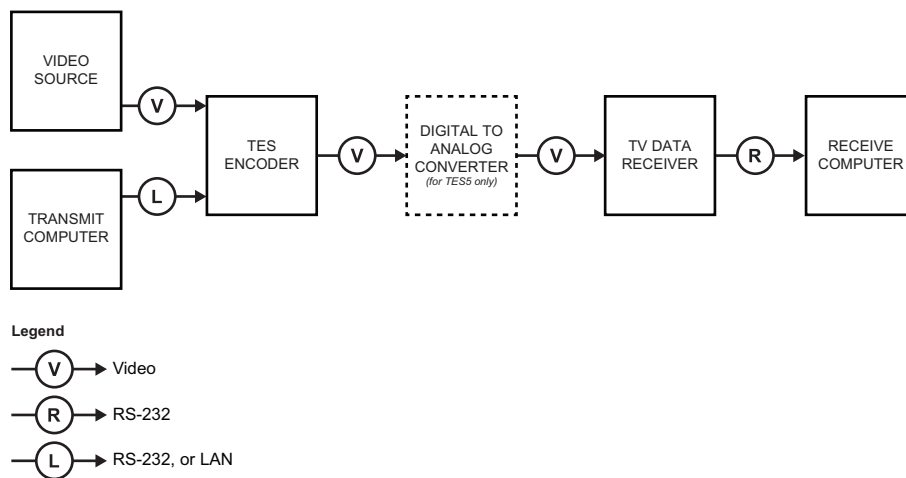 VIDEO
SOURCE
V
TES
ENCODER
V
DIGITAL TO
ANALOG
CONVERTER
(for TES5 only)
V
TV DATA
RECEIVER
R
RECEIVE
COMPUTER
L
TRANSMIT
COMPUTER
Legend
V Video
R RS-232
L RS-232, or LAN